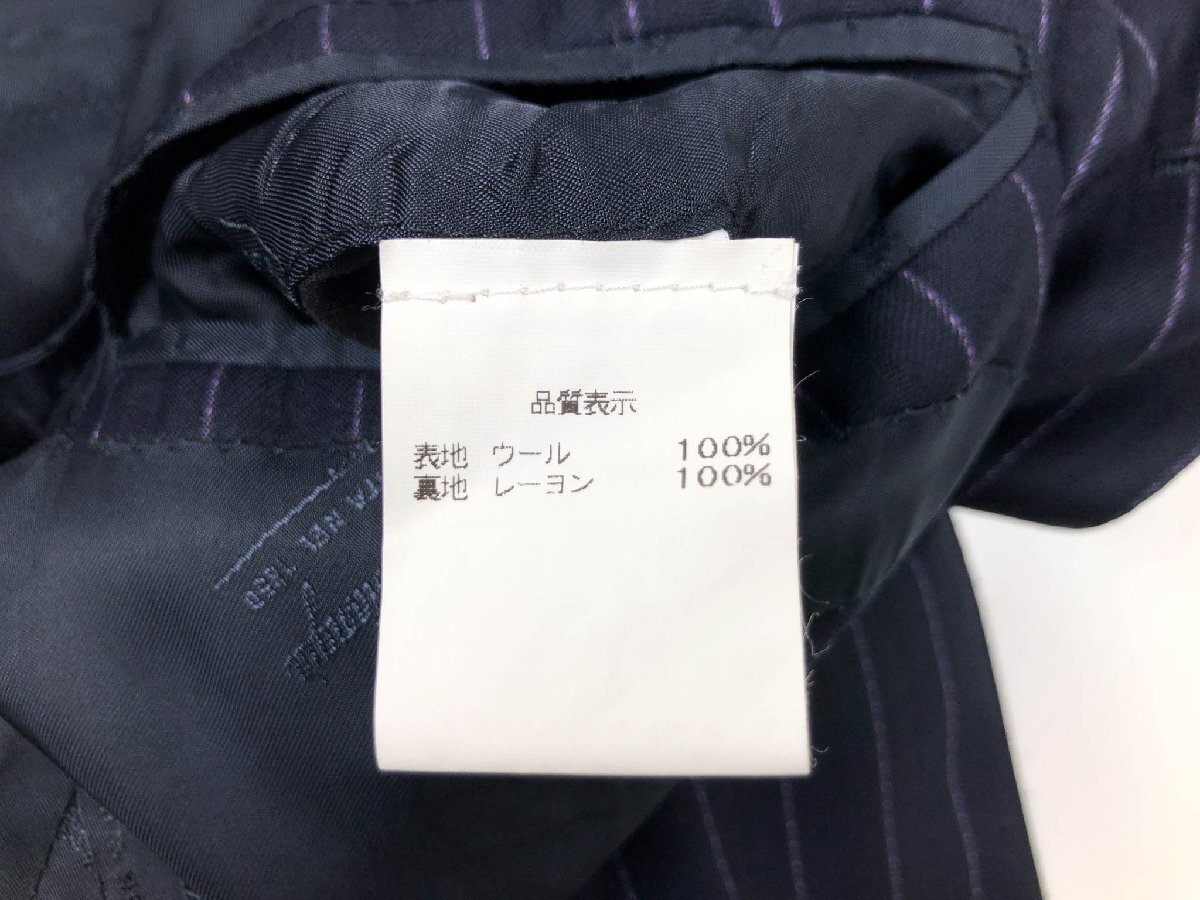 品質表示
表地 ウール 100%
裏地 レーヨン 100%